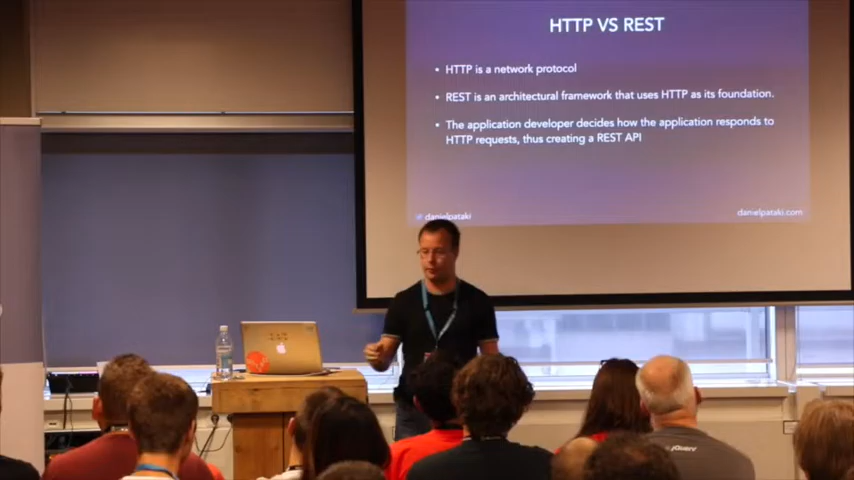 HTTP VS REST
• HTTP is a network protocol
• REST is an architectural framework that uses HTTP as its foundation.
• The application developer decides how the application responds to
HTTP requests, thus creating a REST API
danielpataki
danielpataki.com
jQuery